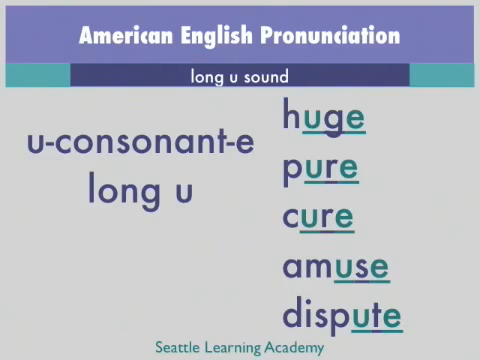 American English Pronunciation
long u sound
u-consonant-e
long u
huge
pure
cure
amuse
dispute
Seattle Learning Academy